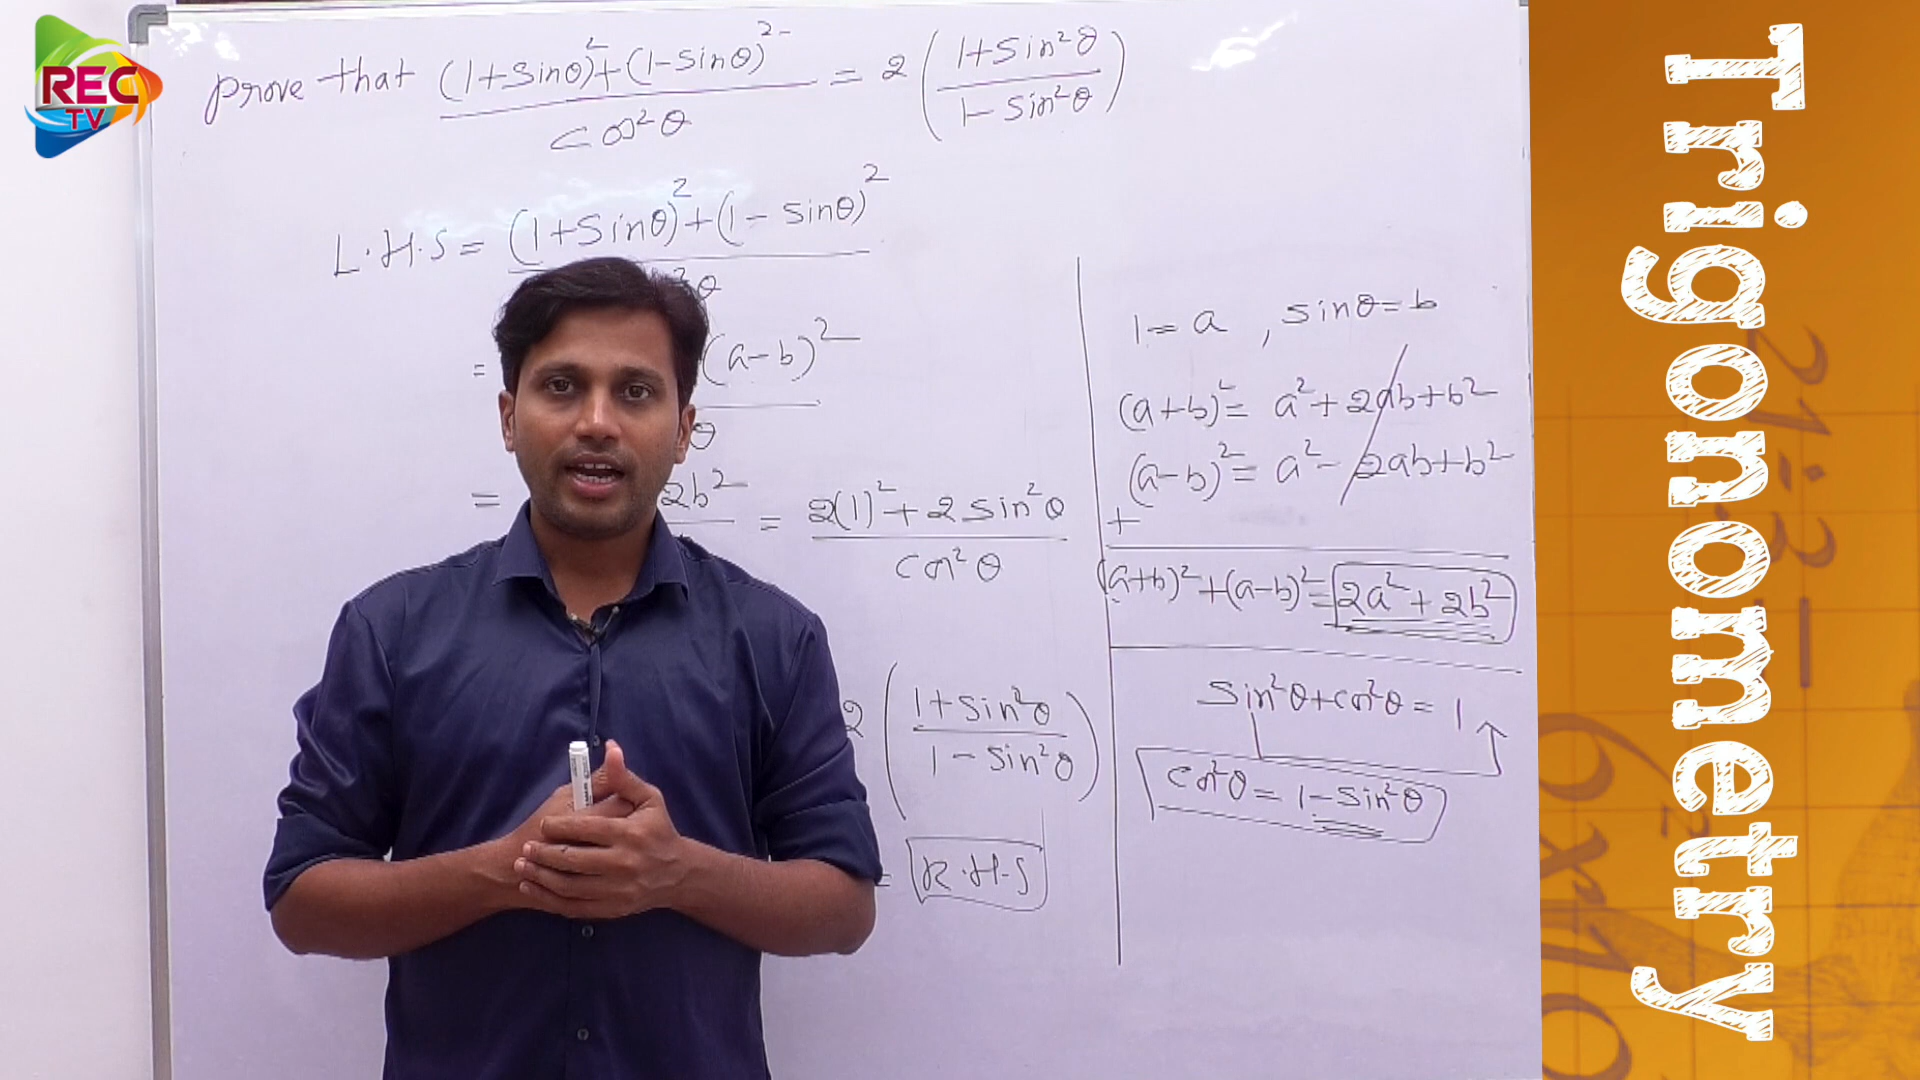 REC
TV
prove that (1+Sinθ)²+(1-Sinθ)² / cos²θ = 2 (1+Sin²θ / 1-Sin²θ)
L.H.S = (1+Sinθ)²+(1-sinθ)² / ²θ
= (a-b)² / θ
= 2b² = 2(1)²+2sin²θ / cos²θ
2 (1+sin²θ / 1-sin²θ)
= R.H.S
1=a , sinθ=b
(a+b)²= a²+2ab+b²
(a-b)²= a²-2ab+b²
+
(a+b)²+(a-b)²=2a²+2b²
Sin²θ+cos²θ=1
cos²θ=1-sin²θ
Trigonometry